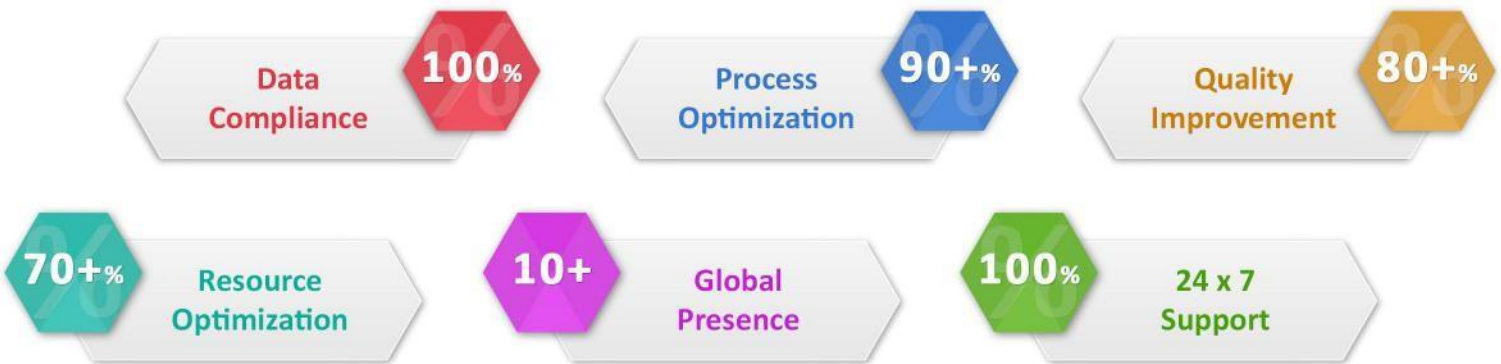 Data
Compliance
100%
Process
Optimization
90+%
Quality
Improvement
80+%
70+%
Resource
Optimization
10+
Global
Presence
100%
24 x 7
Support